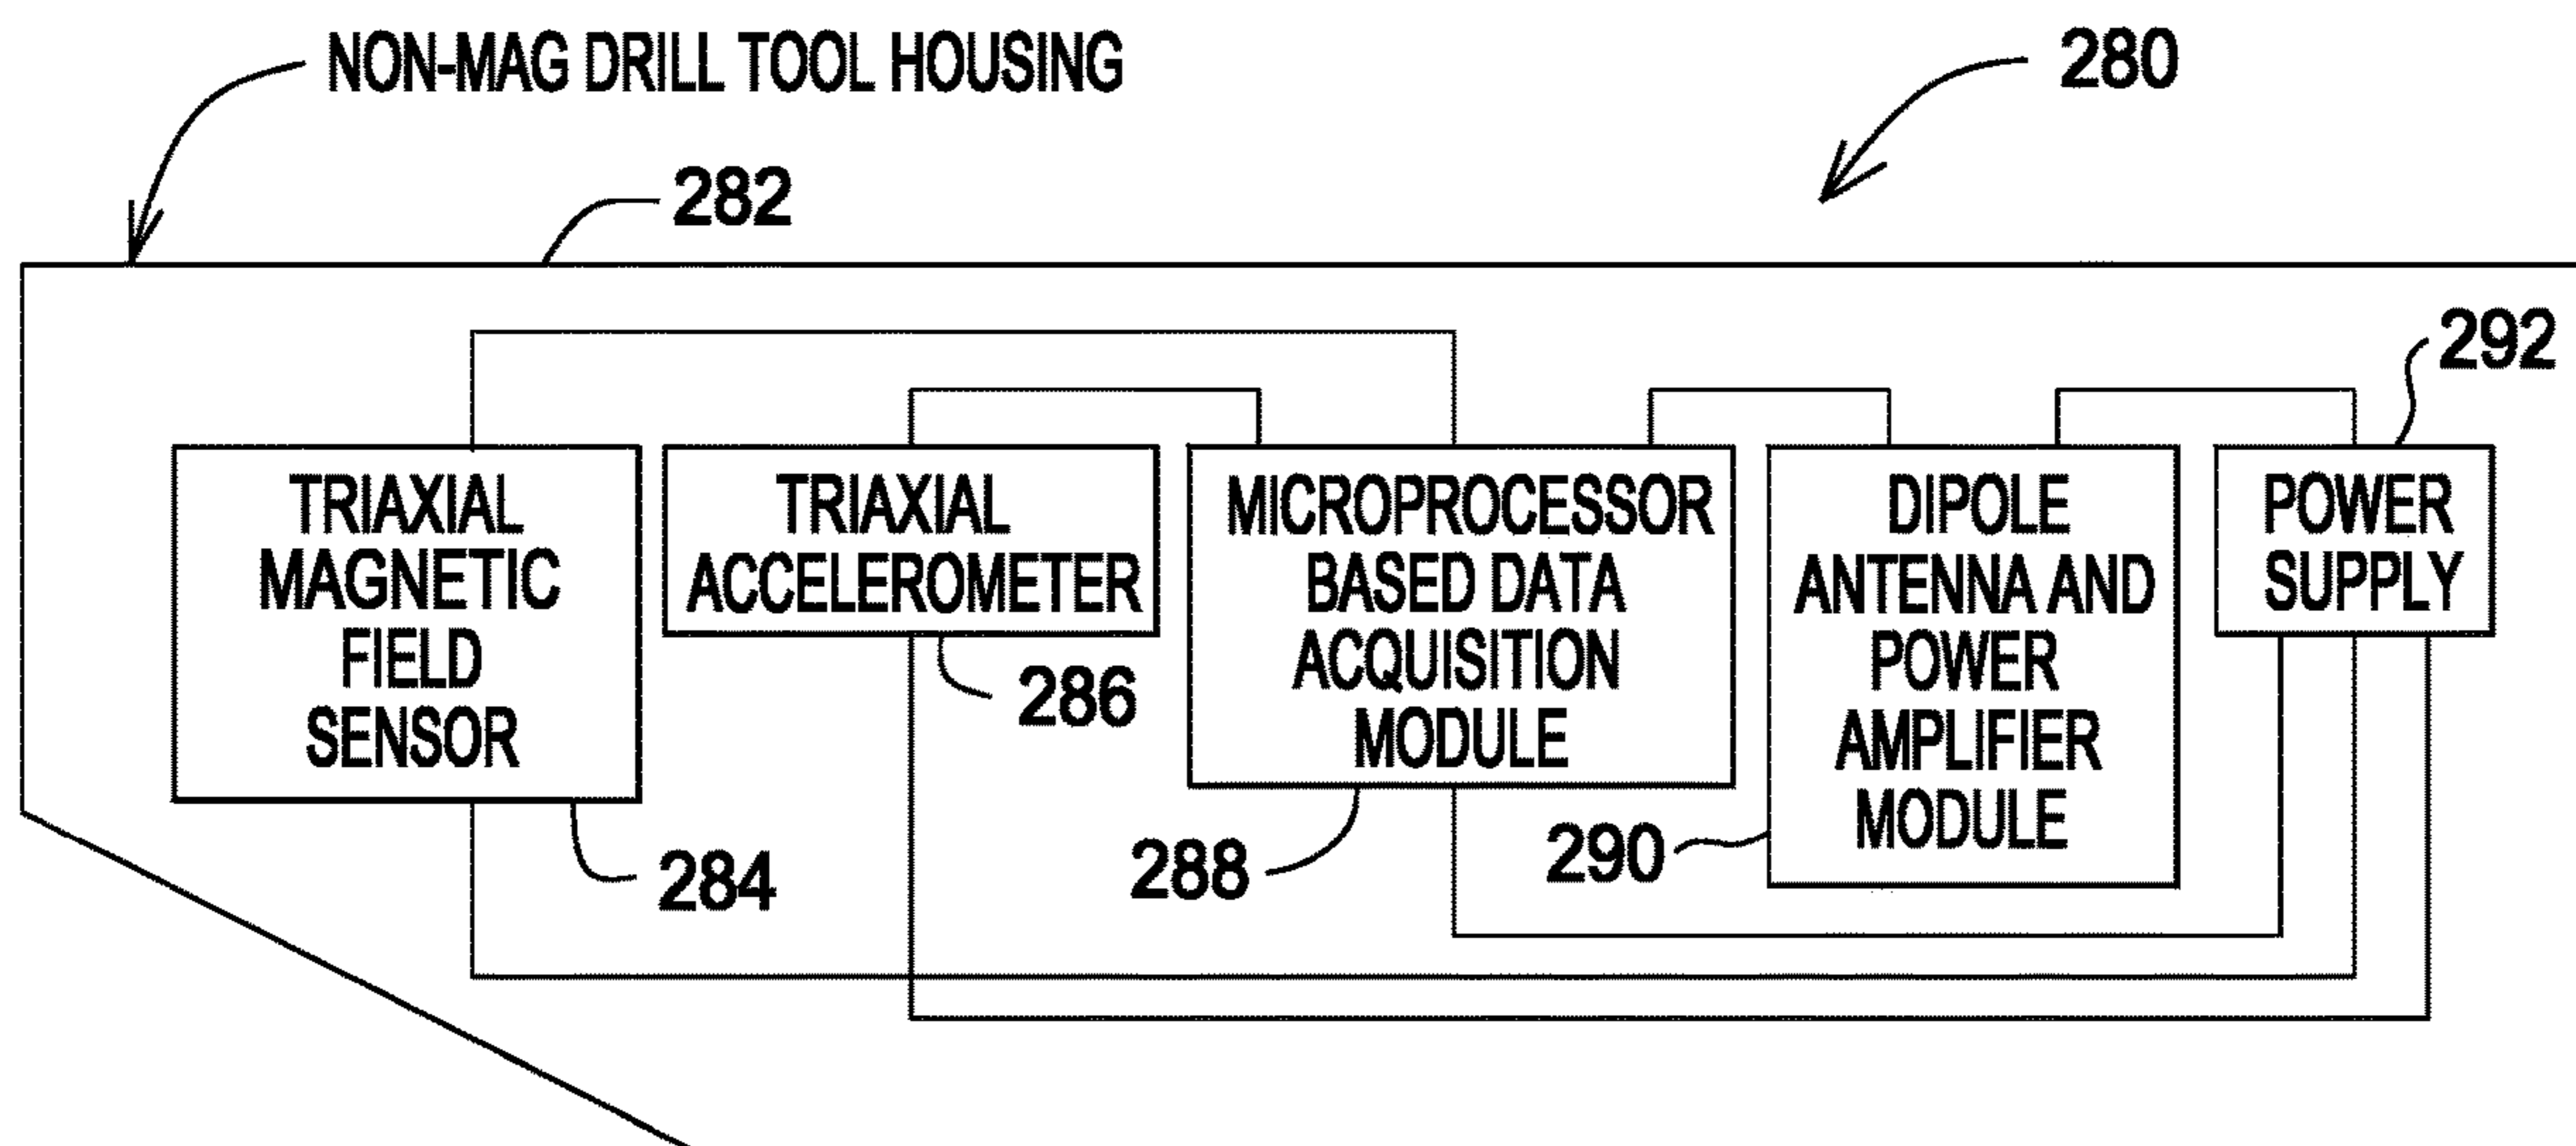 NON-MAG DRILL TOOL HOUSING
280
282
292
TRIAXIAL
MAGNETIC
FIELD
SENSOR
284
TRIAXIAL
ACCELEROMETER
286
MICROPROCESSOR
BASED DATA
ACQUISITION
MODULE
288
DIPOLE
ANTENNA AND
POWER
AMPLIFIER
MODULE
290
POWER
SUPPLY